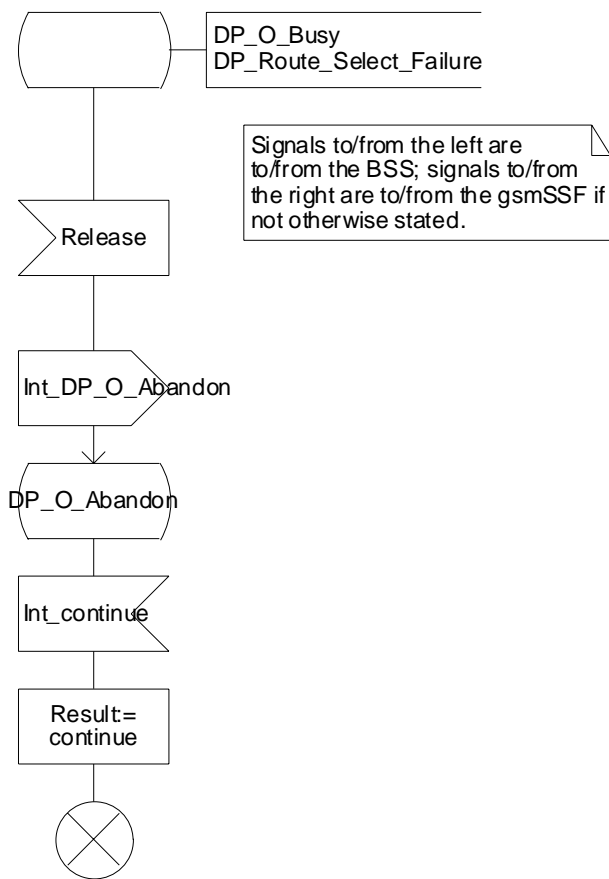 DP_O_Busy
DP_Route_Select_Failure
Signals to/from the left are
to/from the BSS; signals to/from
the right are to/from the gsmSSF if
not otherwise stated.
Release
Int_DP_O_Abandon
DP_O_Abandon
Int_continue
Result:=
continue